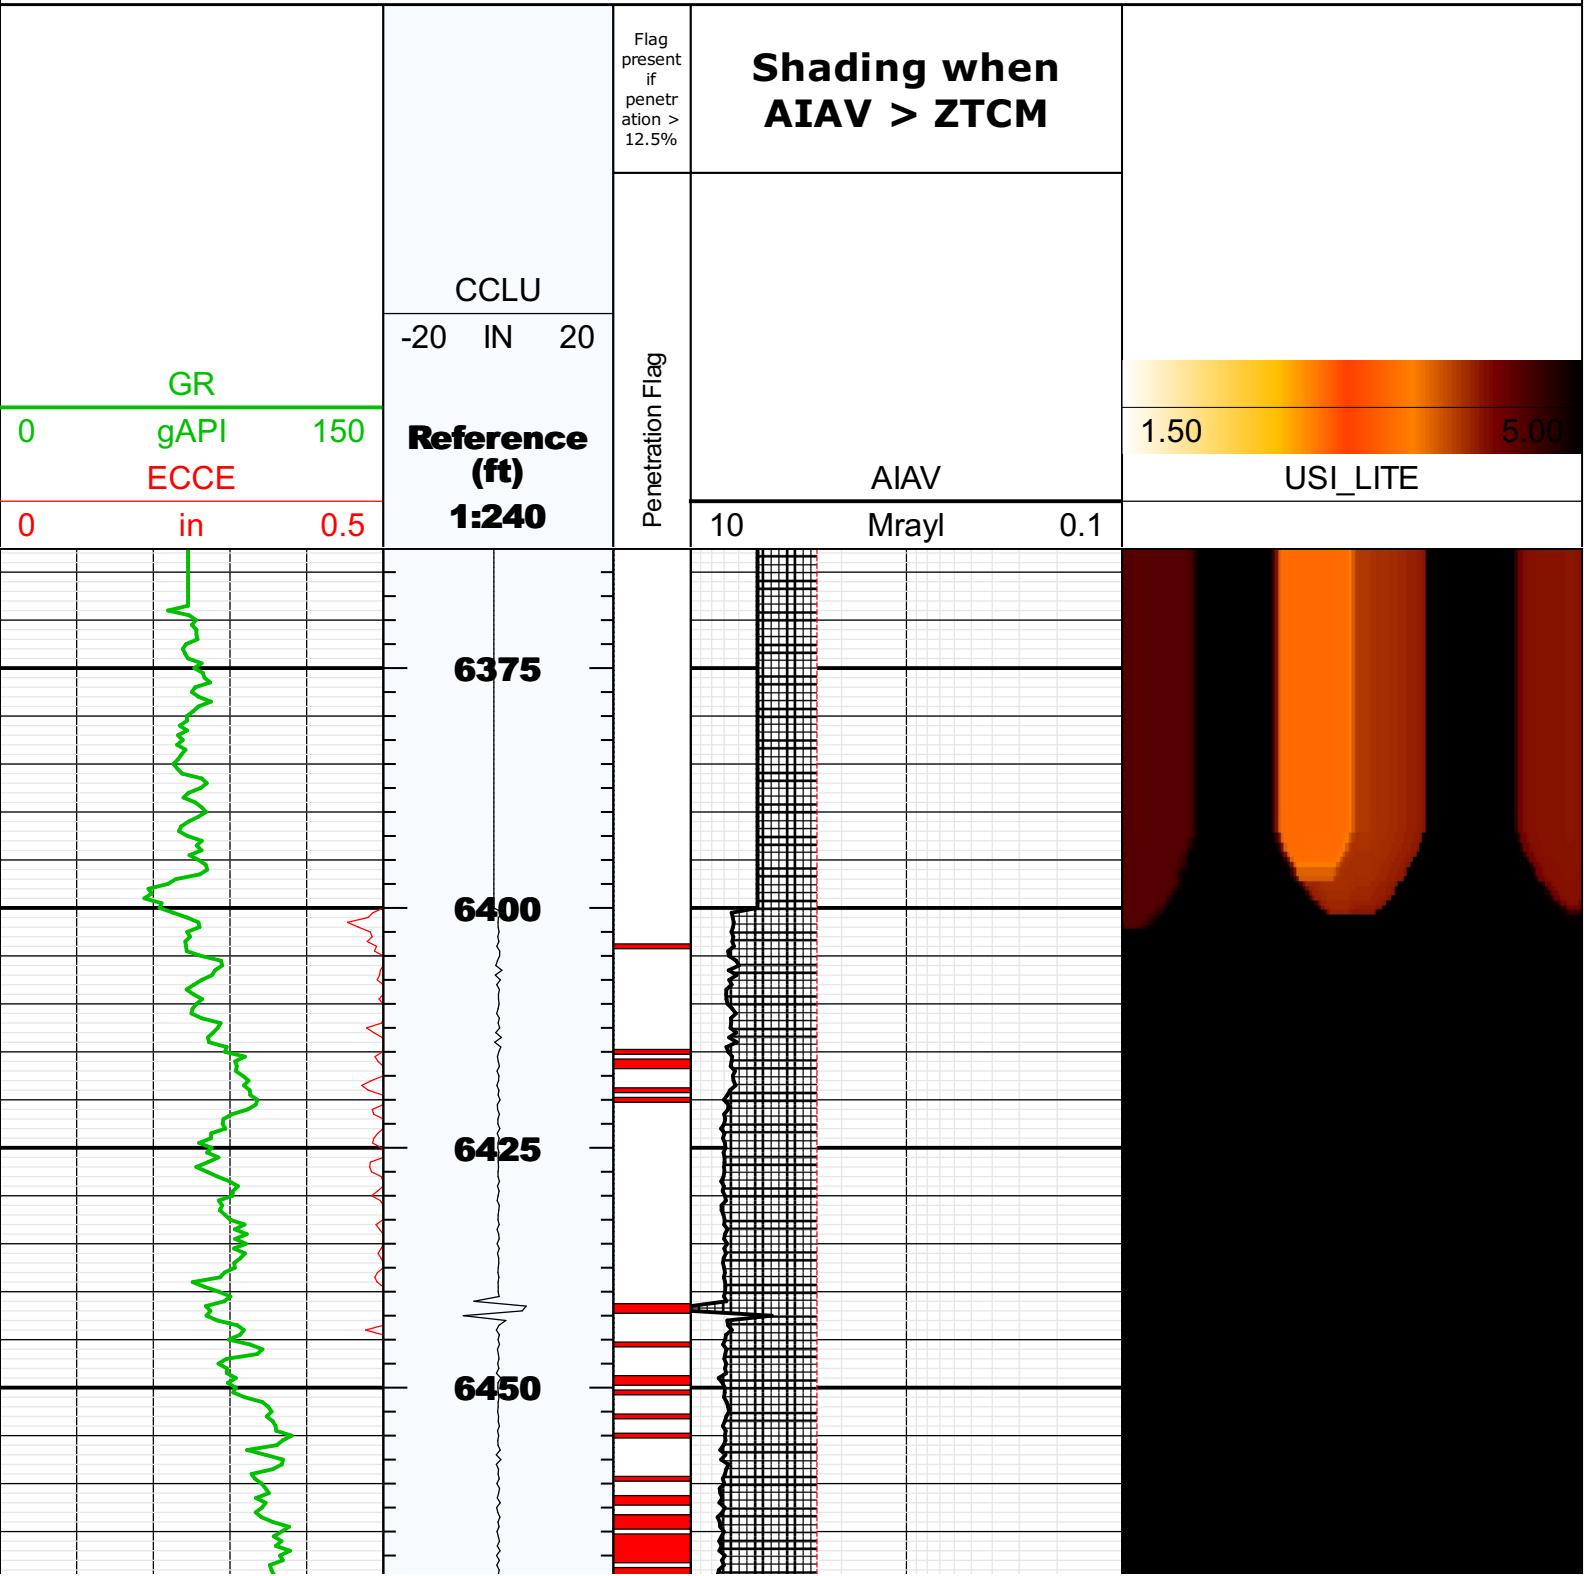 Flag
present
if
penetr
ation >
12.5%
Shading when
AIAV > ZTCM
CCLU
-20 IN 20
GR
0 gAPI 150
ECCE
0 in 0.5
Reference
(ft)
1:240
Penetration Flag
AIAV
10 Mrayl 0.1
1.50 5.00
USI_LITE
6375
6400
6425
6450